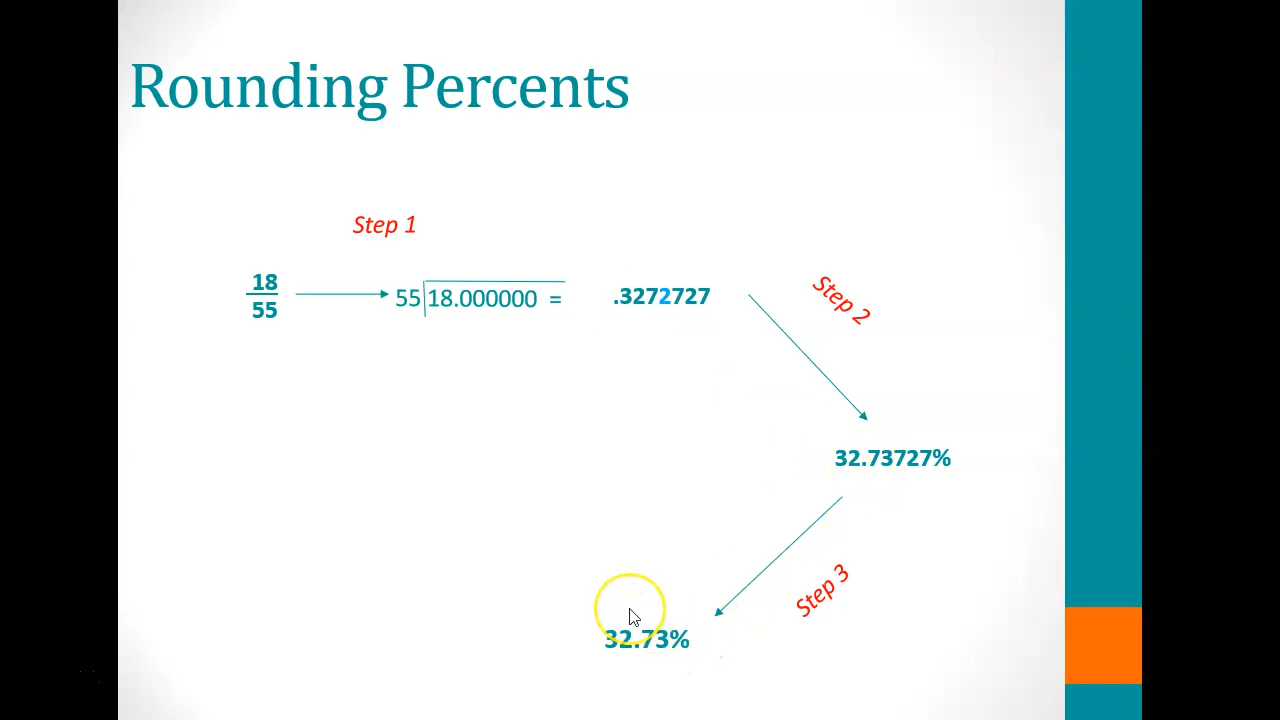 Rounding Percents
Step 1
18
55
55 18.000000 =
.3272727
Step 2
32.73727%
Step 3
32.73%